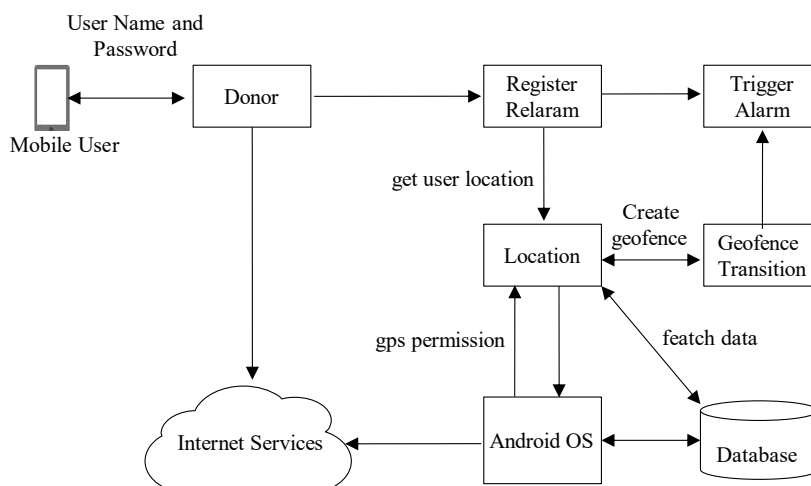 User Name and
Password
Mobile User
Donor
Register
Relaram
Trigger
Alarm
get user location
Create
geofence
Location
Geofence
Transition
gps permission
featch data
Internet Services
Android OS
Database